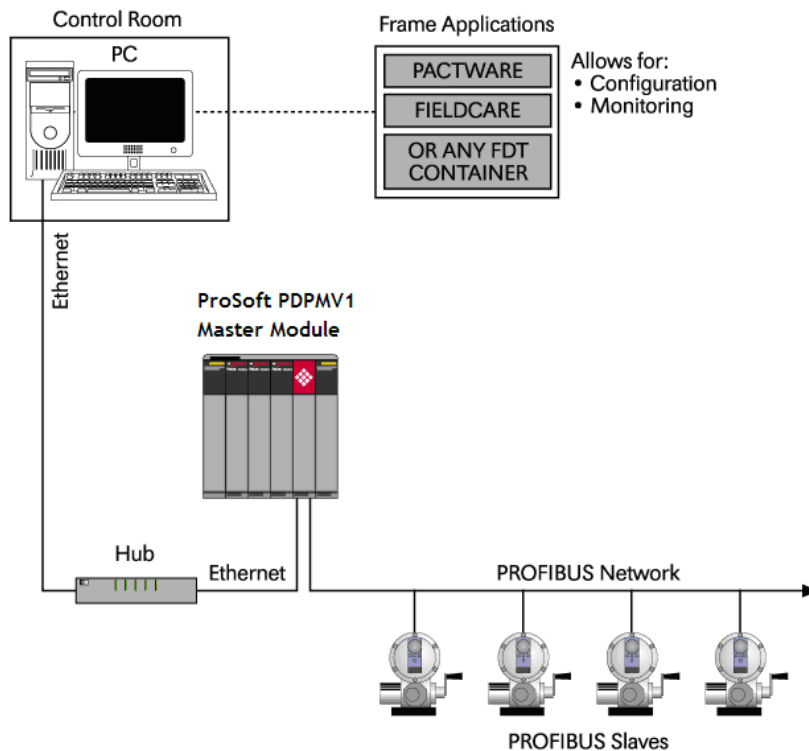 Control Room
PC
Frame Applications
PACTWARE
FIELDCARE
OR ANY FDT
CONTAINER
Allows for:
• Configuration
• Monitoring
Ethernet
ProSoft PDPMV1
Master Module
Hub
Ethernet
PROFIBUS Network
PROFIBUS Slaves